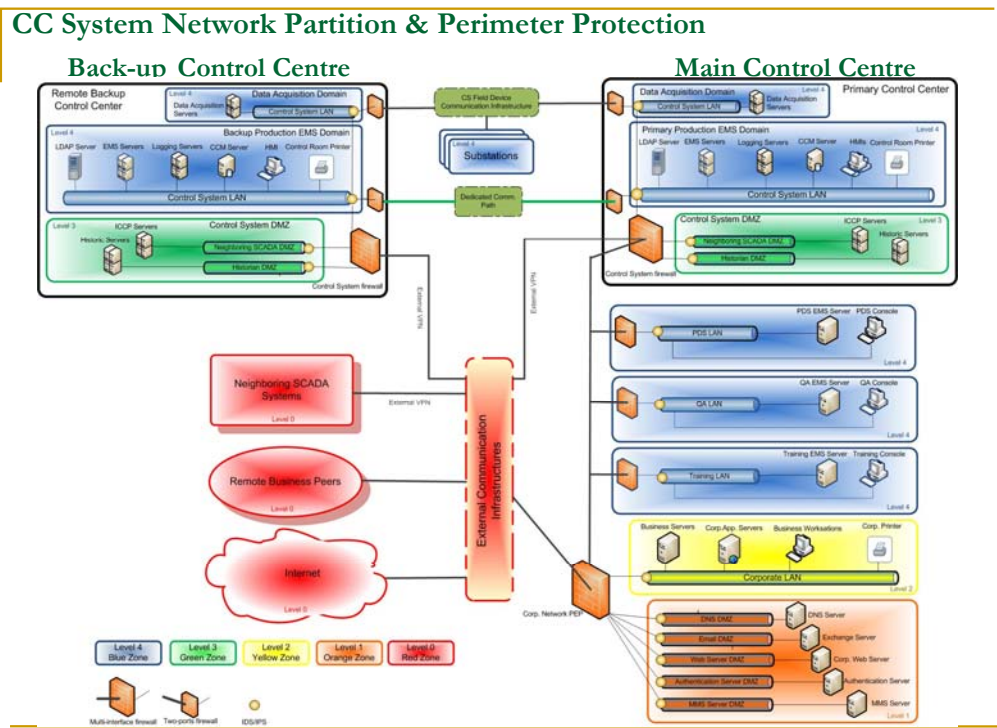 CC System Network Partition & Perimeter Protection
Back-up Control Centre
Main Control Centre
Remote Backup
Control Center
Level 4
Data Acquisition Domain
Data Acquisition
Servers
Control System LAN
Level 4
Backup Production EMS Domain
LDAP Server
EMS Servers
Logging Servers
CCM Server
HMI
Control Room Printer
Control System LAN
Level 3
ICCP Servers
Control System DMZ
Historic Servers
Neighboring SCADA DMZ
Historian DMZ
Control System firewall
CS Field Device
Communication Infrastructure
Level 4
Substations
Dedicated Comm.
Path
Primary Control Center
Data Acquisition Domain
Level 4
Control System LAN
Data Acquisition
Servers
Primary Production EMS Domain
Level 4
LDAP Server
EMS Servers
Logging Servers
CCM Server
HMIs
Control Room Printer
Control System LAN
Control System DMZ
ICCP Servers
Level 3
Historic Servers
Neighboring SCADA DMZ
Historian DMZ
Control System firewall
External VPN
External VPN
External VPN
Neighboring SCADA
Systems
Level 0
Remote Business Peers
Level 0
Internet
Level 0
External Communication
Infrastructures
PDS EMS Server
PDS Console
PDS LAN
Level 4
QA EMS Server
QA Console
QA LAN
Level 4
Training EMS Server
Training Console
Training LAN
Level 4
Business Servers
Corp.App. Servers
Business Worksations
Corp. Printer
Corporate LAN
Level 2
Corp. Network PEP
DNS DMZ
DNS Server
Email DMZ
Exchange Server
Web Server DMZ
Corp. Web Server
Authentication Server DMZ
Authentication Server
MMS Server DMZ
MMS Server
Level 1
Level 4
Blue Zone
Level 3
Green Zone
Level 2
Yellow Zone
Level 1
Orange Zone
Level 0
Red Zone
Multi-interface firewall
Two-ports firewall
IDS/IPS